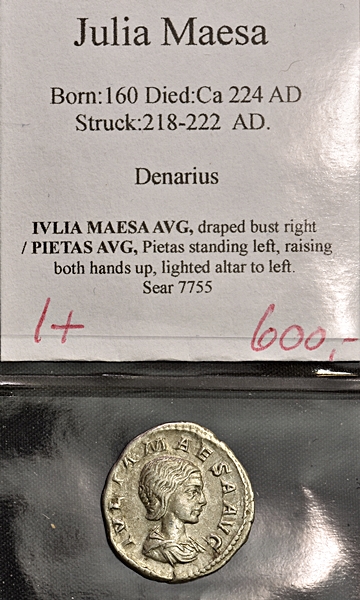 Julia Maesa
Born:160 Died:Ca 224 AD
Struck:218-222 AD.
Denarius
IVLIA MAESA AVG, draped bust right
/ PIETAS AVG, Pietas standing left, raising
both hands up, lighted altar to left.
Sear 7755
1+ 600,-
IVLIA MAESA AVG